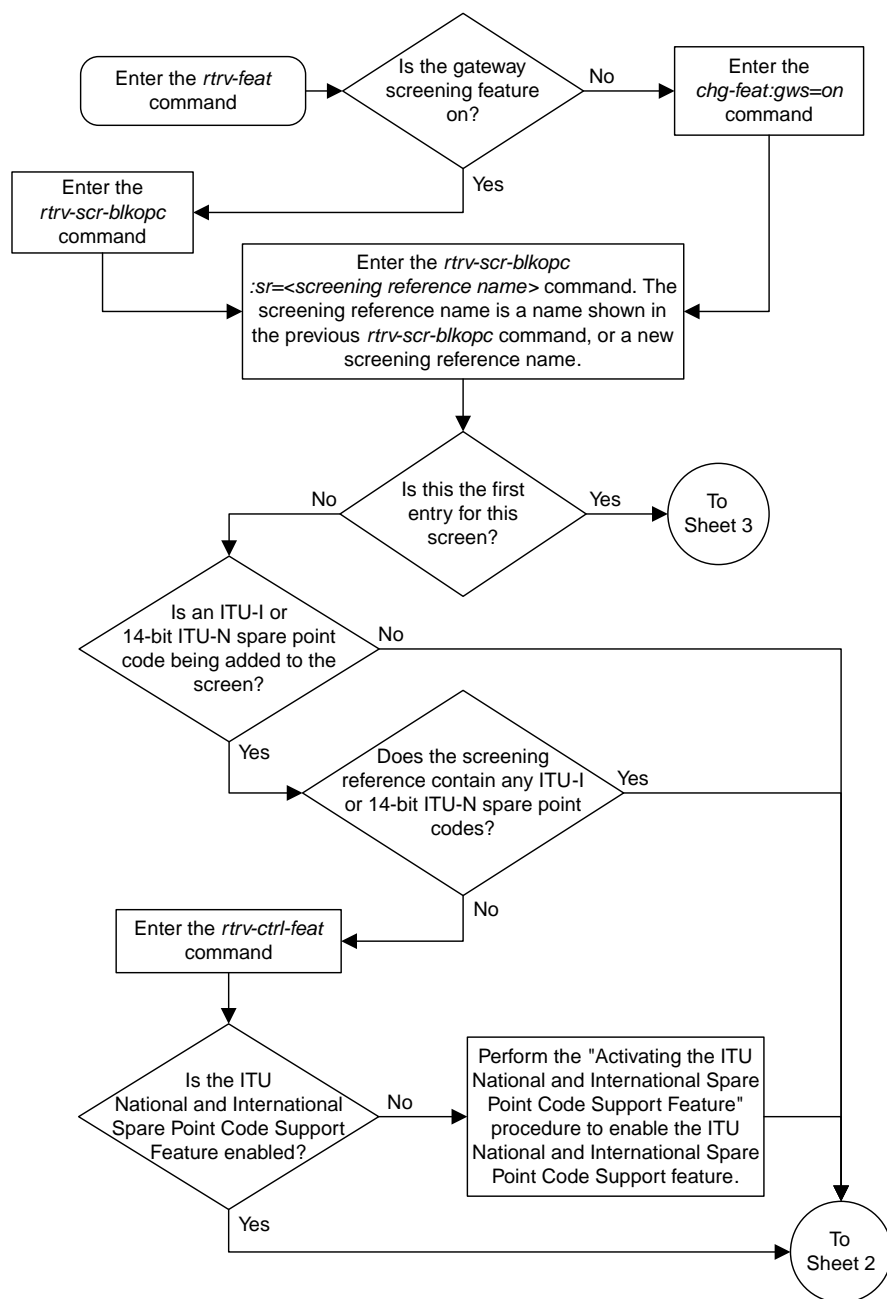 Enter the rtrv-feat
command
Is the gateway
screening feature
on?
No
Enter the
chg-feat:gws=on
command
Yes
Enter the
rtrv-scr-blkopc
command
Enter the rtrv-scr-blkopc
:sr=<screening reference name> command. The
screening reference name is a name shown in
the previous rtrv-scr-blkopc command, or a new
screening reference name.
Is this the first
entry for this
screen?
No
Yes
To
Sheet 3
Is an ITU-I or
14-bit ITU-N spare point
code being added to the
screen?
No
Yes
Does the screening
reference contain any ITU-I
or 14-bit ITU-N spare point
codes?
Yes
No
Enter the rtrv-ctrl-feat
command
Is the ITU
National and International
Spare Point Code Support
Feature enabled?
No
Perform the "Activating the ITU
National and International Spare
Point Code Support Feature"
procedure to enable the ITU
National and International Spare
Point Code Support feature.
Yes
To
Sheet 2